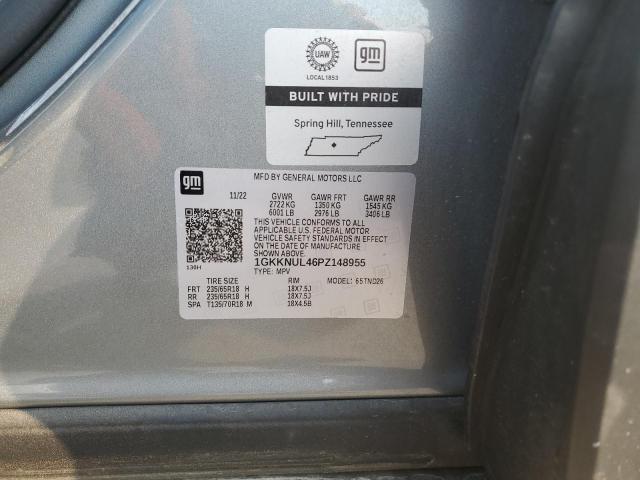 UAW
gm
LOCAL 1853
BUILT WITH PRIDE
Spring Hill, Tennessee
gm
MFD BY GENERAL MOTORS LLC
11/22 GVWR GAWR FRT GAWR RR
2722 KG 1350 KG 1545 KG
6001 LB 2976 LB 3406 LB
THIS VEHICLE CONFORMS TO ALL
APPLICABLE U.S. FEDERAL MOTOR
VEHICLE SAFETY STANDARDS IN EFFECT
ON THE DATE OF MANUFACTURE
SHOWN ABOVE.
136H
1GKKNUL46PZ148955
TYPE: MPV
TIRE SIZE RIM MODEL: 6STND26
FRT 235/65R18 H 18X7.5J
RR 235/65R18 H 18X7.5J
SPA T135/70R18 M 18X4.5B